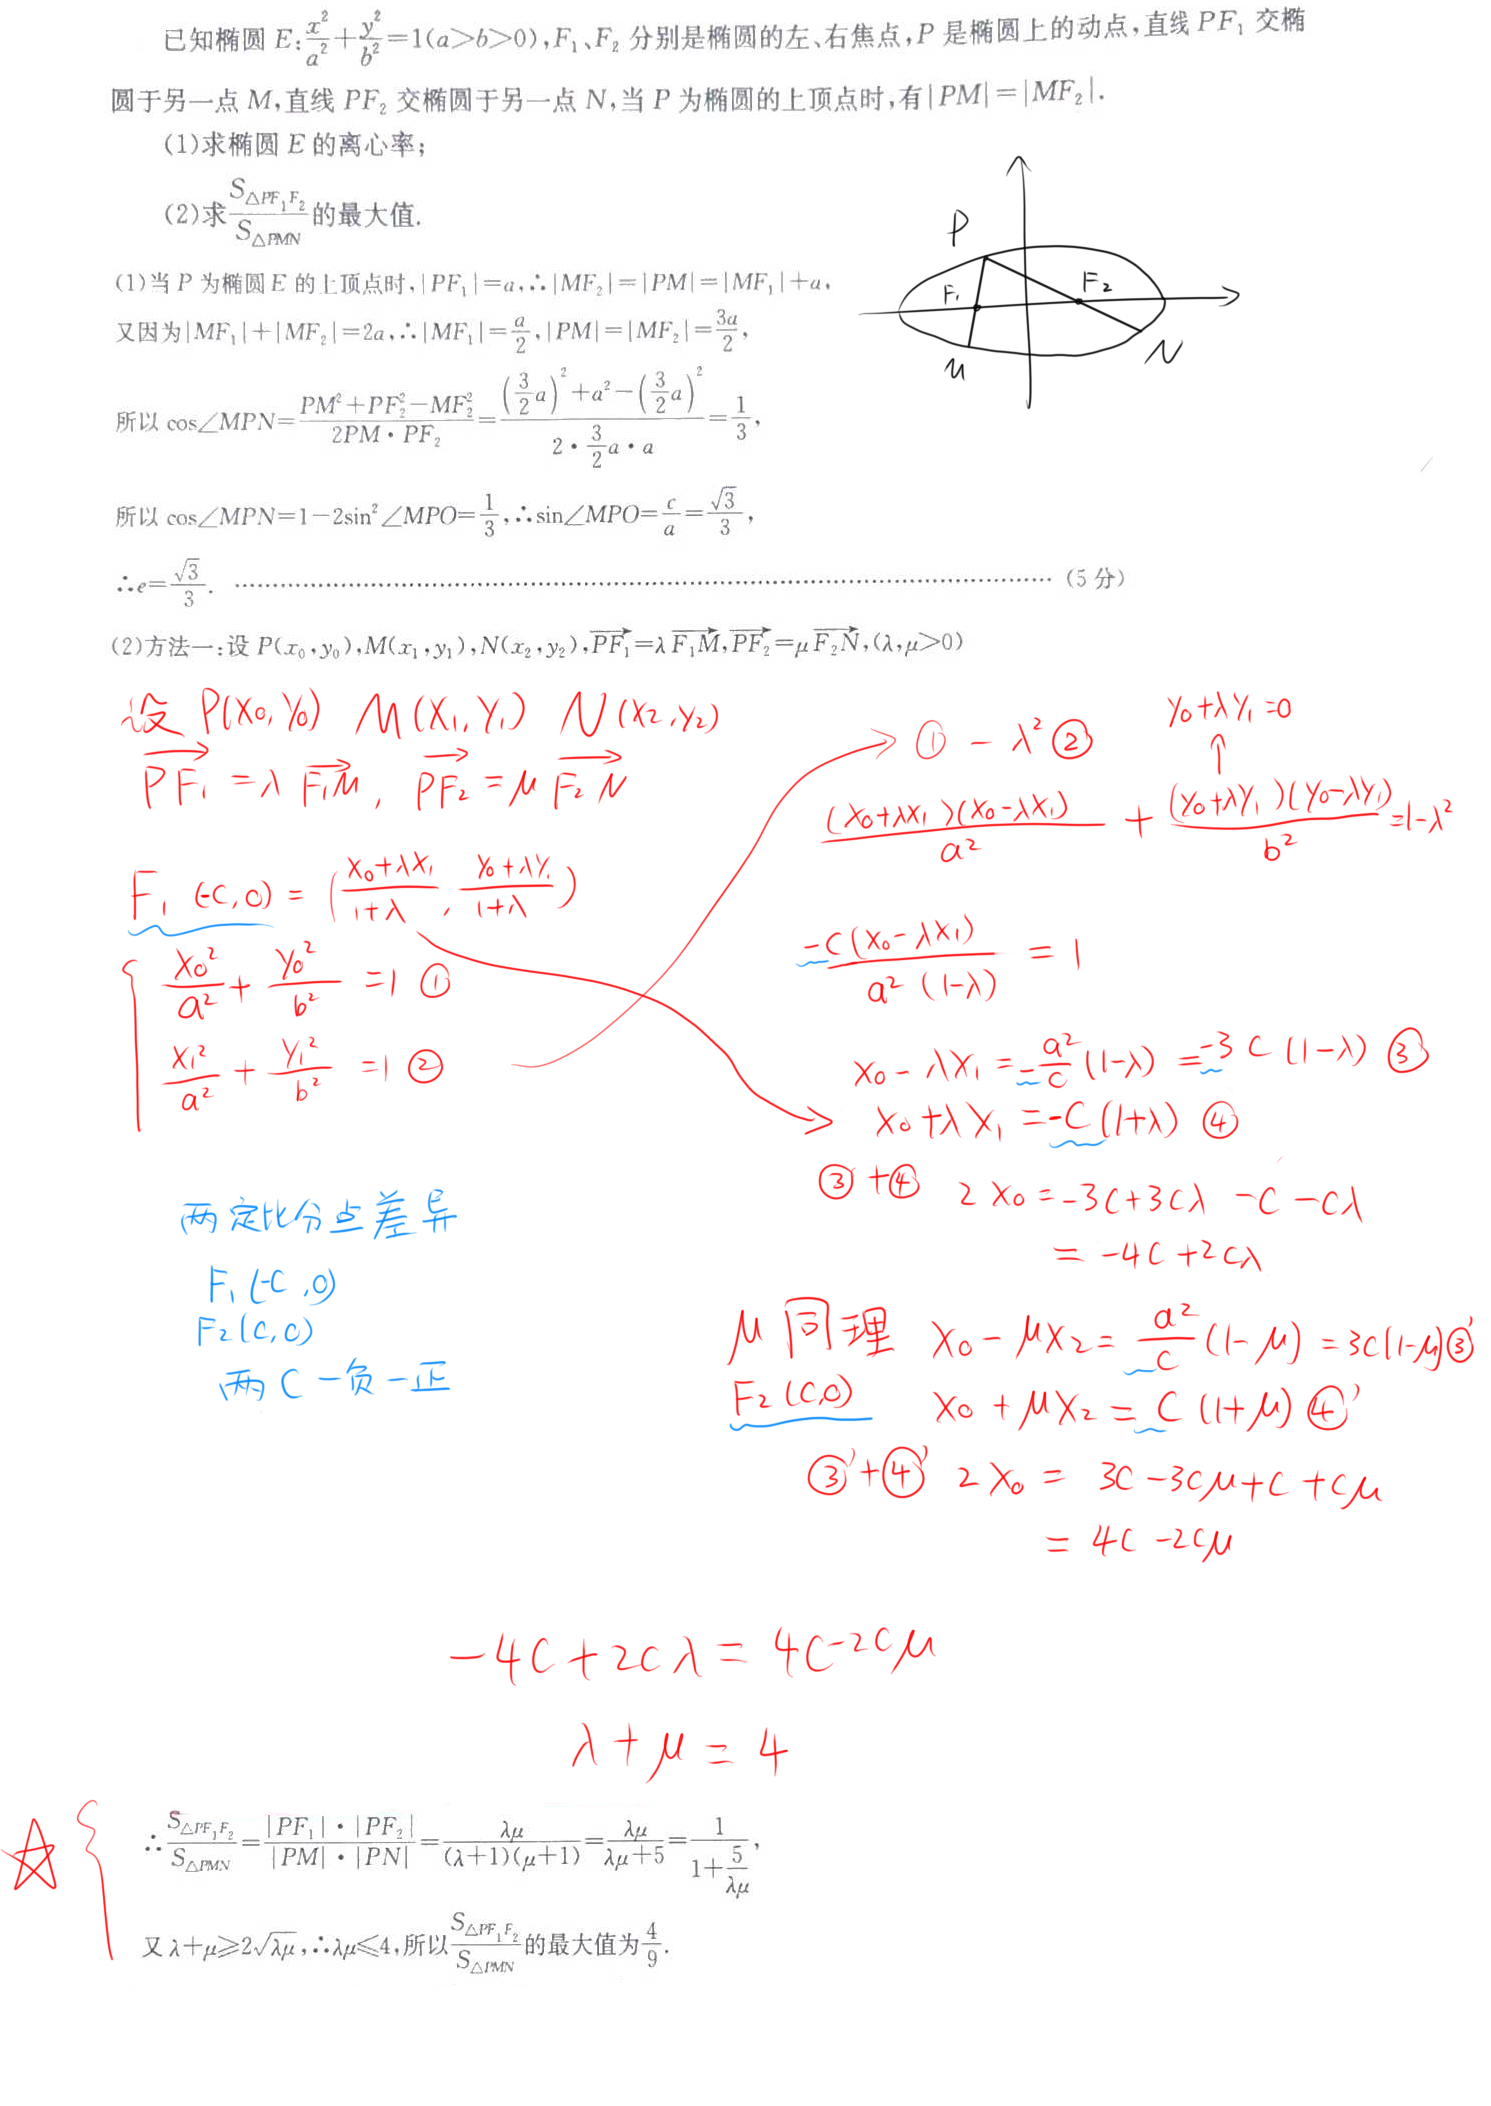 已知椭圆 E:x²/a²+y²/b²=1(a>b>0),F₁、F₂ 分别是椭圆的左、右焦点,P 是椭圆上的动点,直线 PF₁ 交椭
圆于另一点 M,直线 PF₂ 交椭圆于另一点 N,当 P 为椭圆的上顶点时,有|PM|=|MF₂|.
(1)求椭圆 E 的离心率;
(2)求 S△PF₁F₂/S△PMN 的最大值.
P
F₁
F₂
M
N
(1)当 P 为椭圆 E 的上顶点时,|PF₁|=a,∴|MF₂|=|PM|=|MF₁|+a,
又因为|MF₁|+|MF₂|=2a,∴|MF₁|=a/2,|PM|=|MF₂|=3a/2,
所以 cos∠MPN=(PM²+PF₂²−MF₂²)/(2PM·PF₂)=((3/2 a)²+a²−(3/2 a)²)/(2·3/2 a·a)=1/3,
所以 cos∠MPN=1−2sin²∠MPO=1/3,∴sin∠MPO=c/a=√3/3,
∴e=√3/3. ………………………… (5 分)
(2)方法一:设 P(x₀,y₀),M(x₁,y₁),N(x₂,y₂),PF₁→=λF₁M→,PF₂→=μF₂N→,(λ,μ>0)
设 P(X₀,Y₀) M(X₁,Y₁) N(X₂,Y₂)
PF₁→=λF₁M→, PF₂→=μF₂N→
F₁(-C,0)=((X₀+λX₁)/(1+λ), (Y₀+λY₁)/(1+λ))
X₀²/a²+Y₀²/b²=1 ①
X₁²/a²+Y₁²/b²=1 ②
①-λ²②
Y₀+λY₁=0
↑
(X₀+λX₁)(X₀-λX₁)/a²+(Y₀+λY₁)(Y₀-λY₁)/b²=1-λ²
-C(X₀-λX₁)/(a²(1-λ))=1
X₀-λX₁=-a²/C(1-λ)=-3C(1-λ) ③
X₀+λX₁=-C(1+λ) ④
③+④ 2X₀=-3C+3Cλ-C-Cλ
=-4C+2Cλ
两定比分点差异
F₁(-C,0)
F₂(C,0)
两C一负一正
μ同理 X₀-μX₂=a²/C(1-μ)=3C(1-μ)③'
F₂(C,0) X₀+μX₂=C(1+μ)④'
③'+④' 2X₀=3C-3Cμ+C+Cμ
=4C-2Cμ
-4C+2Cλ=4C-2Cμ
λ+μ=4
∴S△PF₁F₂/S△PMN=|PF₁|·|PF₂|/(|PM|·|PN|)=λμ/((λ+1)(μ+1))=λμ/(λμ+5)=1/(1+5/λμ),
又 λ+μ≥2√λμ,∴λμ≤4,所以 S△PF₁F₂/S△PMN 的最大值为 4/9.